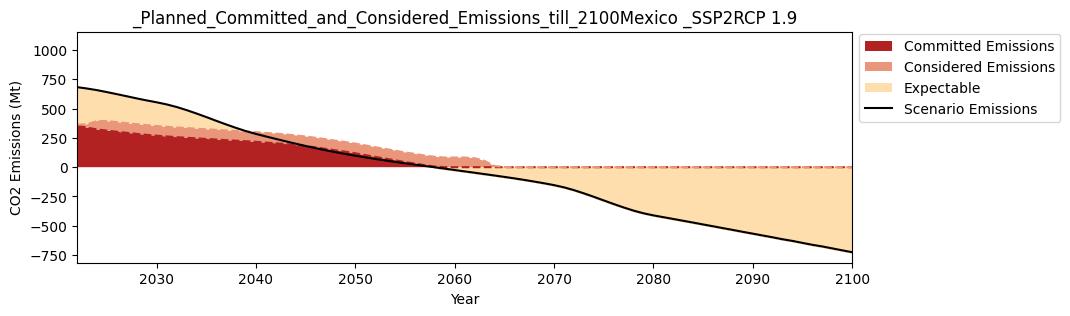 _Planned_Committed_and_Considered_Emissions_till_2100Mexico _SSP2RCP 1.9
CO2 Emissions (Mt)
1000
750
500
250
0
−250
−500
−750
2030 2040 2050 2060 2070 2080 2090 2100
Year
Committed Emissions
Considered Emissions
Expectable
Scenario Emissions